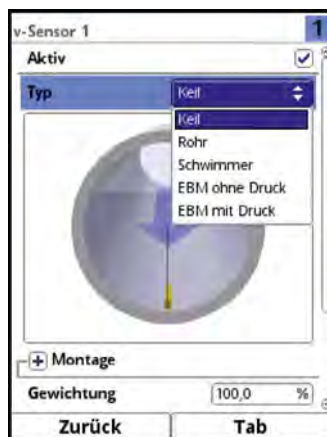 v-Sensor 1 1
Aktiv
Typ Keil
Keil
Rohr
Schwimmer
EBM ohne Druck
EBM mit Druck
Montage
Gewichtung 100,0 %
Zurück Tab